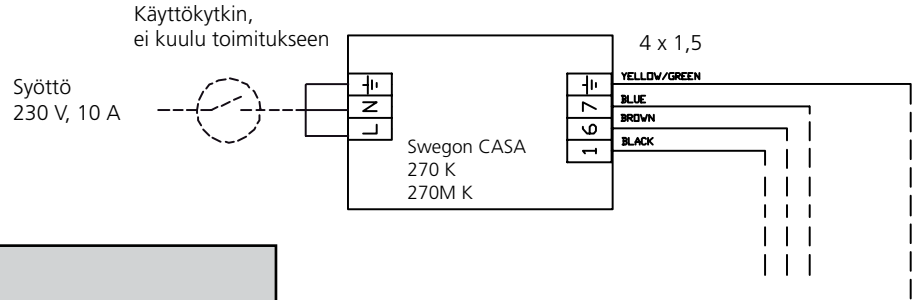 Käyttökytkin,
ei kuulu toimitukseen
4 x 1,5
Syöttö
230 V, 10 A
N
L
Swegon CASA
270 K
270M K
7
6
1
YELLOW/GREEN
BLUE
BROWN
BLACK